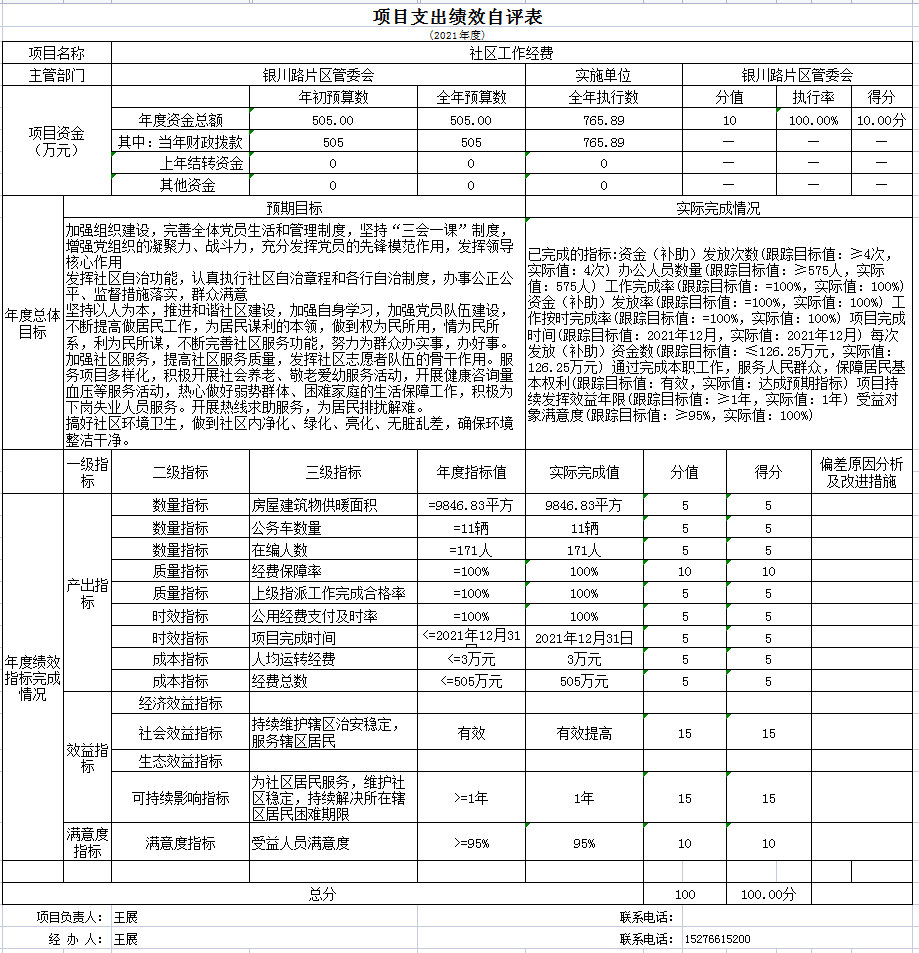 项目支出绩效自评表
（2021年度）
项目名称 社区工作经费
主管部门 银川路片区管委会 实施单位 银川路片区管委会
项目资金
（万元）
年初预算数 全年预算数 全年执行数 分值 执行率 得分
年度资金总额 505.00 505.00 765.89 10 100.00% 10.00分
其中：当年财政拨款 505 505 765.89 — — —
上年结转资金 0 0 0 — — —
其他资金 0 0 0 — — —
年度总体
目标
预期目标 实际完成情况
加强组织建设，完善全体党员生活和管理制度，坚持“三会一课”制度，
增强党组织的凝聚力、战斗力，充分发挥党员的先锋模范作用，发挥领导
核心作用
发挥社区自治功能，认真执行社区自治章程和各行自治制度，办事公正公
平、监督措施落实，群众满意
坚持以人为本，推进和谐社区建设，加强自身学习，加强党员队伍建设，
不断提高做居民工作，为居民谋利的本领，做到权为民所用，情为民所
系，利为民所谋，不断完善社区服务功能，努力为群众办实事，办好事。
加强社区服务，提高社区服务质量，发挥社区志愿者队伍的骨干作用。服
务项目多样化，积极开展社会养老、敬老爱幼服务活动，开展健康咨询量
血压等服务活动，热心做好弱势群体、困难家庭的生活保障工作，积极为
下岗失业人员服务。开展热线求助服务，为居民排扰解难。
搞好社区环境卫生，做到社区内净化、绿化、亮化、无脏乱差，确保环境
整洁干净。
已完成的指标:资金（补助）发放次数(跟踪目标值：≥4次，
实际值：4次) 办公人员数量(跟踪目标值：≥575人，实际
值：575人) 工作完成率(跟踪目标值：=100%，实际值：100%)
资金（补助）发放率(跟踪目标值：=100%，实际值：100%) 工
作按时完成率(跟踪目标值：=100%，实际值：100%) 项目完成
时间(跟踪目标值：2021年12月，实际值：2021年12月) 每次
发放（补助）资金数(跟踪目标值：≤126.25万元，实际值：
126.25万元) 通过完成本职工作，服务人民群众，保障居民基
本权利(跟踪目标值：有效，实际值：达成预期指标) 项目持
续发挥效益年限(跟踪目标值：≥1年，实际值：1年) 受益对
象满意度(跟踪目标值：≥95%，实际值：100%)
年度绩效
指标完成
情况
一级指
标
二级指标 三级指标 年度指标值 实际完成值 分值 得分 偏差原因分析
及改进措施
产出指
标
数量指标 房屋建筑物供暖面积 =9846.83平方 9846.83平方 5 5
数量指标 公务车数量 =11辆 11辆 5 5
数量指标 在编人数 =171人 171人 5 5
质量指标 经费保障率 =100% 100% 10 10
质量指标 上级指派工作完成合格率 =100% 100% 5 5
时效指标 公用经费支付及时率 =100% 100% 5 5
时效指标 项目完成时间 <=2021年12月31 2021年12月31日 5 5
成本指标 人均运转经费 <=3万元 3万元 5 5
成本指标 经费总数 <=505万元 505万元 5 5
效益指
标
经济效益指标
社会效益指标 持续维护辖区治安稳定，
服务辖区居民 有效 有效提高 15 15
生态效益指标
可持续影响指标 为社区居民服务，维护社
区稳定，持续解决所在辖
区居民困难期限 >=1年 1年 15 15
满意度
指标
满意度指标 受益人员满意度 >=95% 95% 10 10
总分 100 100.00分
项目负责人： 王展 联系电话：
经 办 人： 王展 联系电话： 15276615200